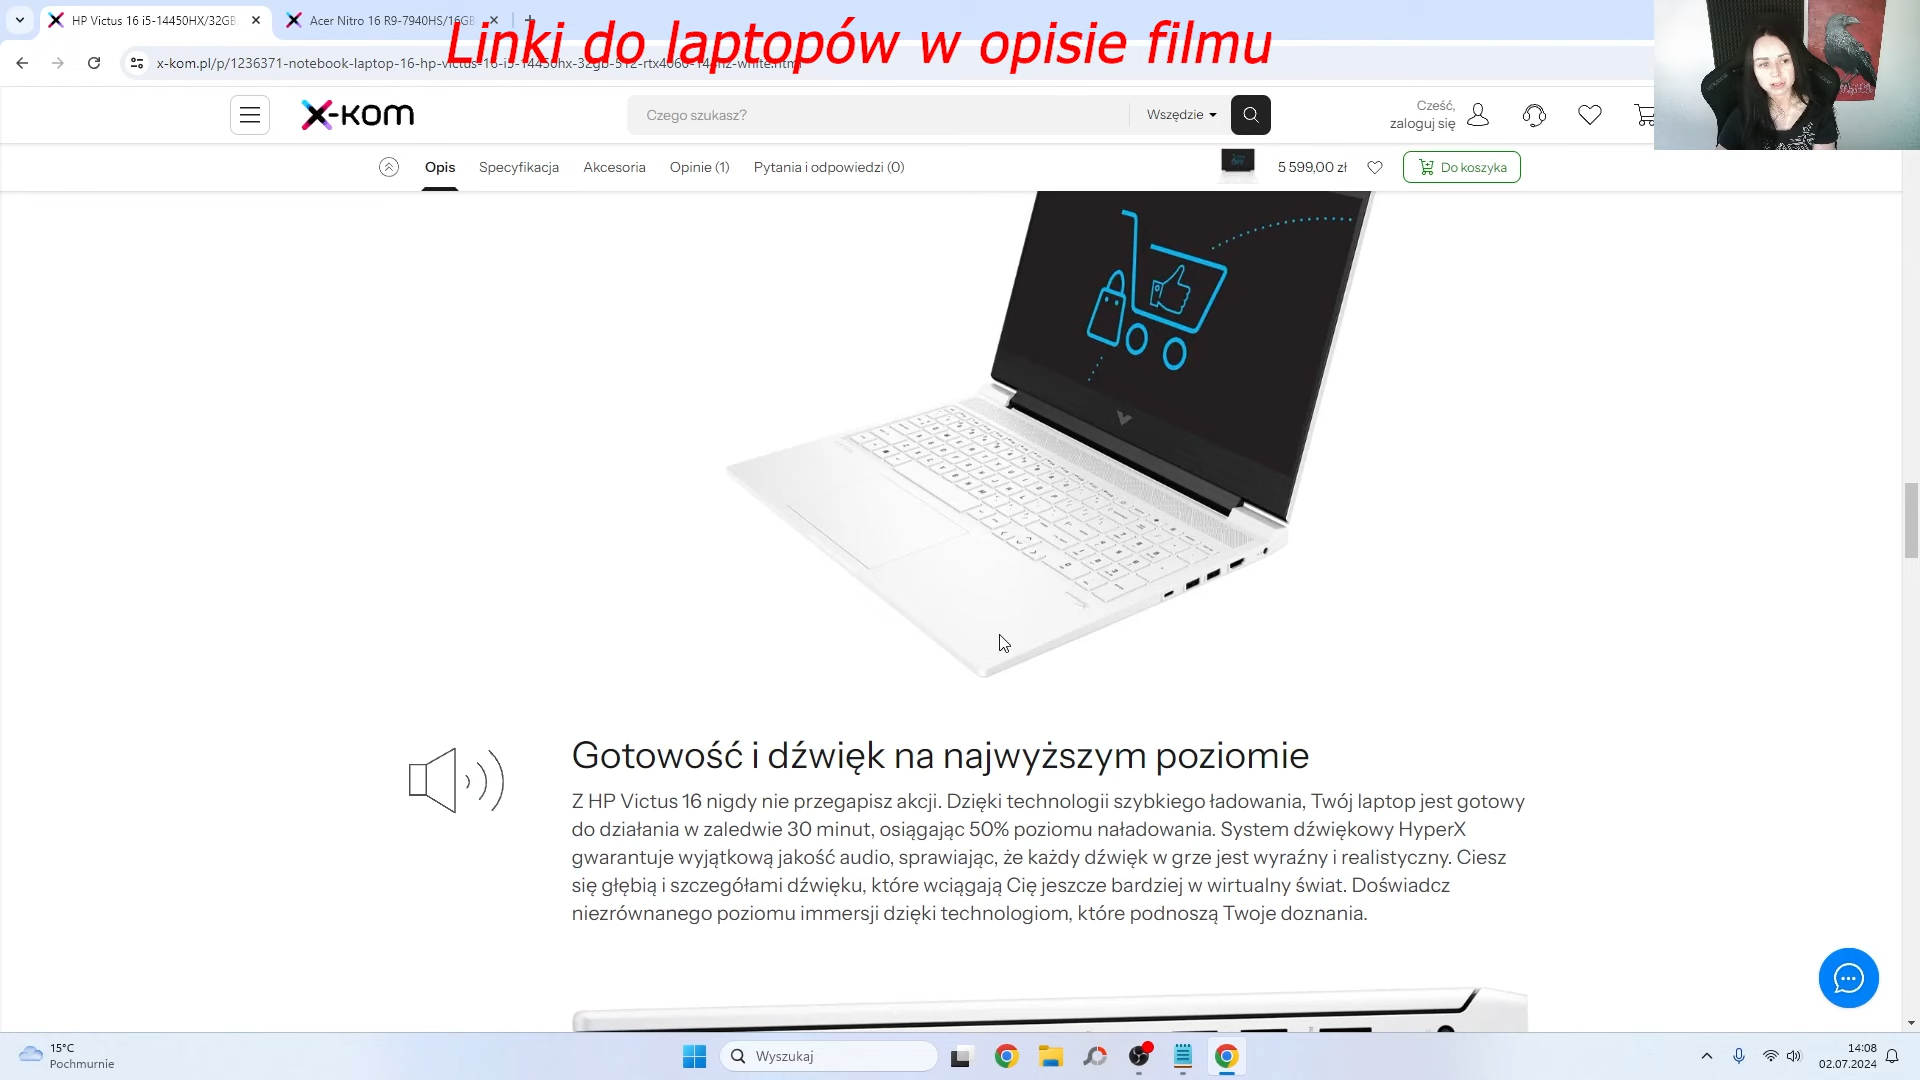 HP Victus 16 i5-14450HX/32GB
Acer Nitro 16 R9-7940HS/16GB
Linki do laptopów w opisie filmu
x-kom.pl/p/1236371-notebook-laptop-16-hp-victus-16-i5-14450hx-32gb-512-rtx4060-144hz-white.html
x-kom
Czego szukasz?
Wszędzie
Cześć,
zaloguj się
Opis
Specyfikacja
Akcesoria
Opinie (1)
Pytania i odpowiedzi (0)
5 599,00 zł
Do koszyka
Gotowość i dźwięk na najwyższym poziomie
Z HP Victus 16 nigdy nie przegapisz akcji. Dzięki technologii szybkiego ładowania, Twój laptop jest gotowy
do działania w zaledwie 30 minut, osiągając 50% poziomu naładowania. System dźwiękowy HyperX
gwarantuje wyjątkową jakość audio, sprawiając, że każdy dźwięk w grze jest wyraźny i realistyczny. Ciesz
się głębią i szczegółami dźwięku, które wciągają Cię jeszcze bardziej w wirtualny świat. Doświadcz
niezrównanego poziomu immersji dzięki technologiom, które podnoszą Twoje doznania.
15°C
Pochmurnie
Wyszukaj
14:08
02.07.2024